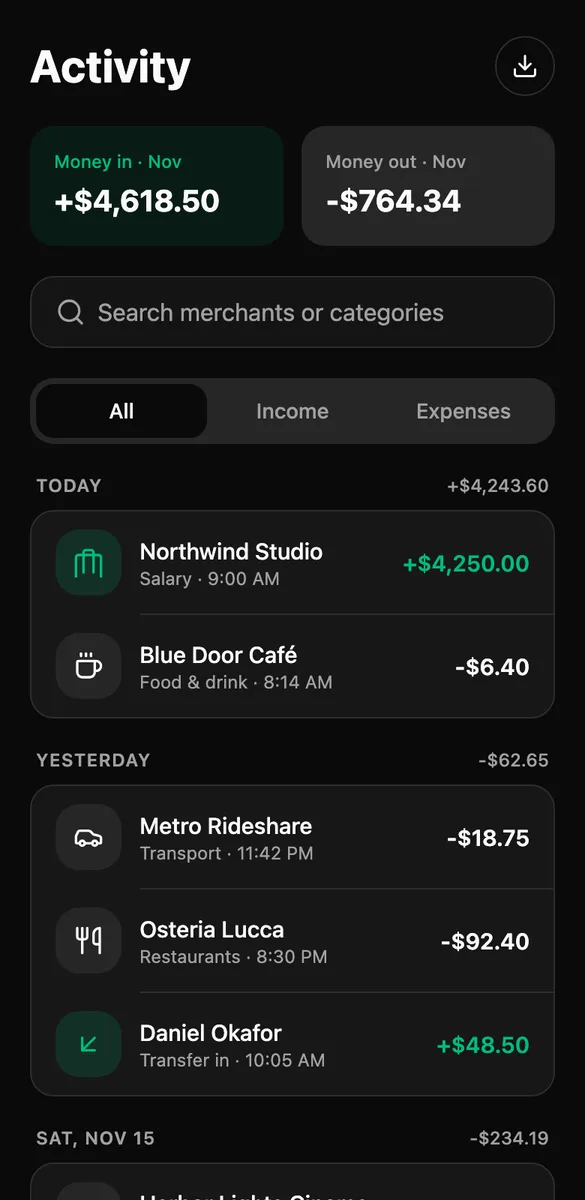 Activity
Money in · Nov
+$4,618.50
Money out · Nov
-$764.34
Search merchants or categories
All
Income
Expenses
TODAY
+$4,243.60
Northwind Studio
Salary · 9:00 AM
+$4,250.00
Blue Door Café
Food & drink · 8:14 AM
-$6.40
YESTERDAY
-$62.65
Metro Rideshare
Transport · 11:42 PM
-$18.75
Osteria Lucca
Restaurants · 8:30 PM
-$92.40
Daniel Okafor
Transfer in · 10:05 AM
+$48.50
SAT, NOV 15
-$234.19